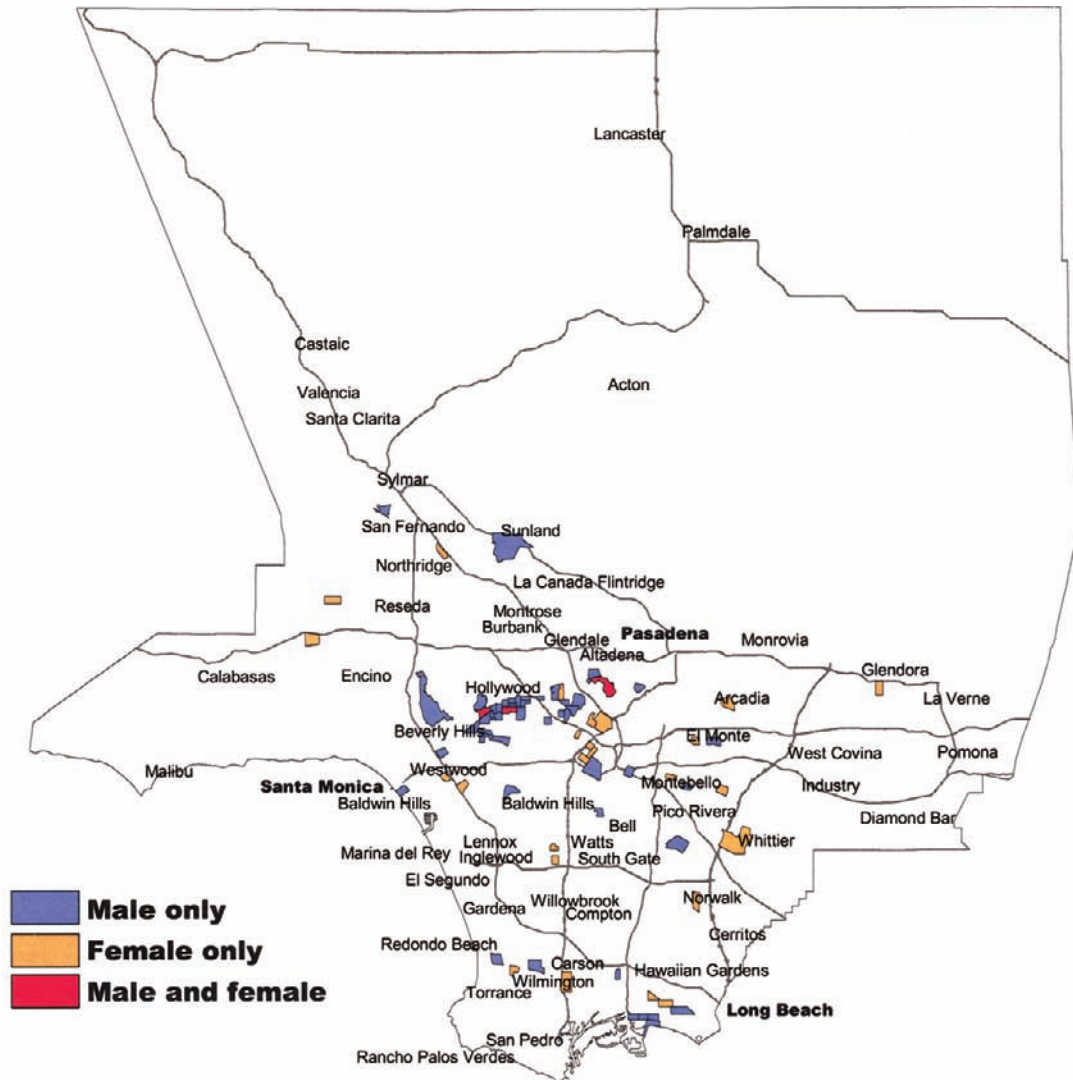 Lancaster
Palmdale
Castaic
Acton
Valencia
Santa Clarita
Sylmar
San Fernando
Sunland
Northridge
La Canada Flintridge
Reseda
Montrose
Burbank
Glendale
Pasadena
Monrovia
Altadena
Glendora
Calabasas
Encino
Hollywood
Arcadia
La Verne
Beverly Hills
El Monte
West Covina
Pomona
Malibu
Westwood
Santa Monica
Montebello
Industry
Baldwin Hills
Baldwin Hills
Pico Rivera
Diamond Bar
Bell
Lennox
Watts
Whittier
Marina del Rey
Inglewood
South Gate
El Segundo
Willowbrook
Norwalk
Gardena
Compton
Cerritos
Redondo Beach
Carson
Hawaiian Gardens
Wilmington
Torrance
Long Beach
San Pedro
Rancho Palos Verdes
Male only
Female only
Male and female